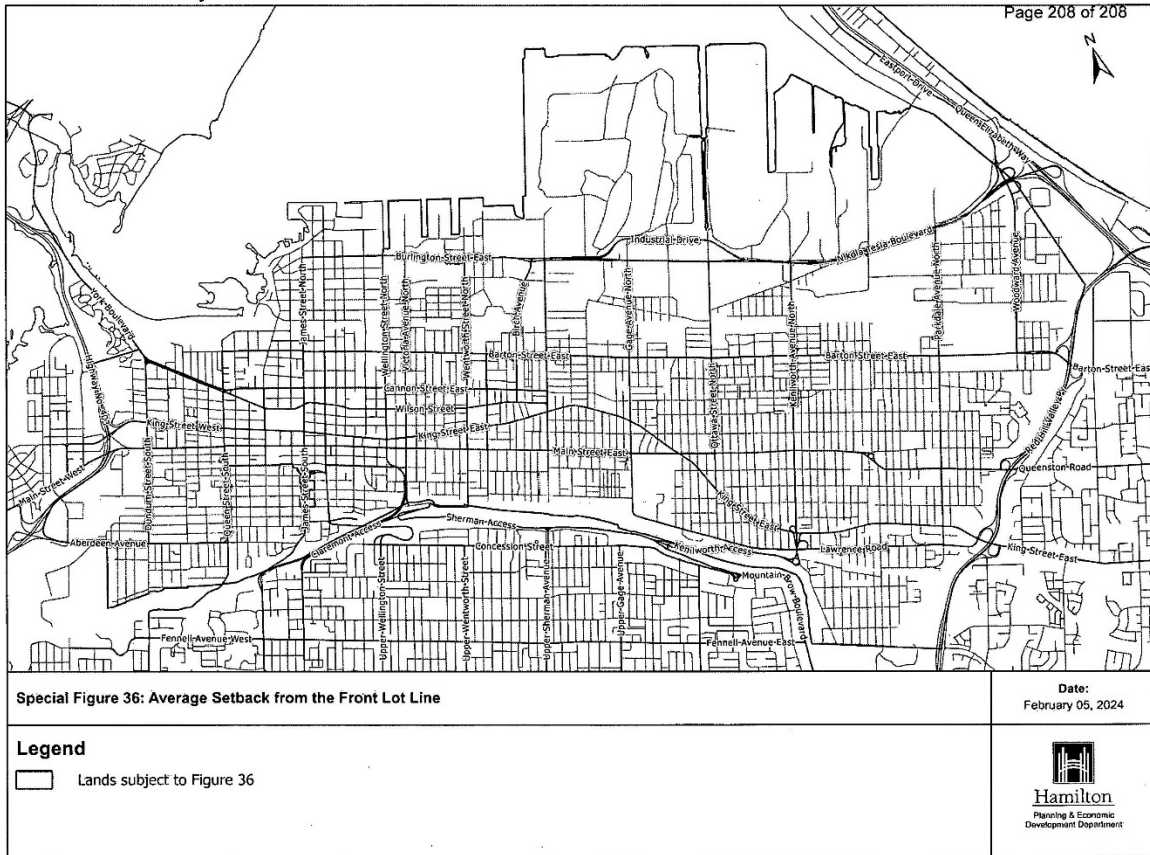 Page 208 of 208
N
Eastport-Drive
Queen-Elizabeth-Way
Industrial-Drive
Nikola-Tesla-Boulevard
Burlington-Street-East
York-Boulevard
James-Street-North
Wellington-Street-North
Victoria-Avenue-North
Wentworth-Street-North
Birch-Avenue
Gage-Avenue-North
Ottawa-Street-North
Kenilworth-Avenue-North
Parkdale-Avenue-North
Woodward-Avenue
Barton-Street-East
Barton-Street-East
Barton-Street-East
Cannon-Street-East
Wilson-Street
King-Street-West
King-Street-East
Main-Street-East
Main-Street-West
Dundurn-Street-South
Queen-Street-South
James-Street-South
Red-Hill-Valley-Pk
Queenston-Road
King-Street-East
Aberdeen-Avenue
Claremont-Access
Sherman-Access
Concession-Street
Kenilworth-Access
Lawrence-Road
King-Street-East
Mountain-Brow-Boulevard
Upper-Wellington-Street
Upper-Wentworth-Street
Upper-Sherman-Avenue
Upper-Gage-Avenue
Fennell-Avenue-West
Fennell-Avenue-East
Special Figure 36: Average Setback from the Front Lot Line
Date:
February 05, 2024
Legend
Lands subject to Figure 36
Hamilton
Planning & Economic
Development Department